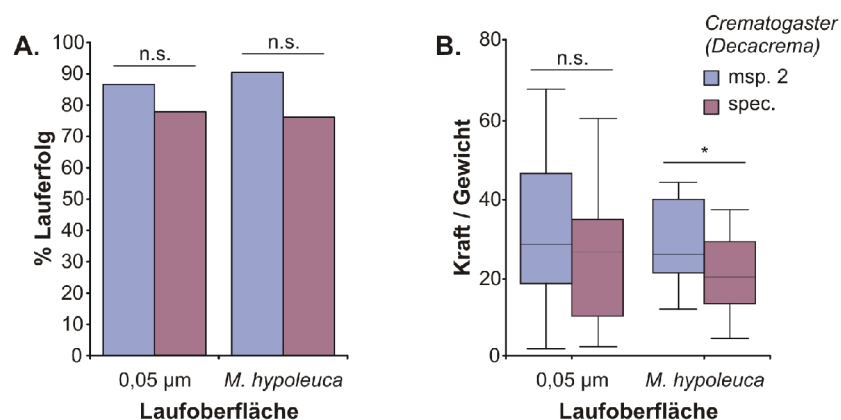 A.
n.s.
n.s.
100
90
80
70
60
50
40
30
20
10
0
% Lauferfolg
0,05 µm
M. hypoleuca
Laufoberfläche
B.
Crematogaster
(Decacrema)
msp. 2
spec.
n.s.
*
80
60
40
20
0
Kraft / Gewicht
0,05 µm
M. hypoleuca
Laufoberfläche